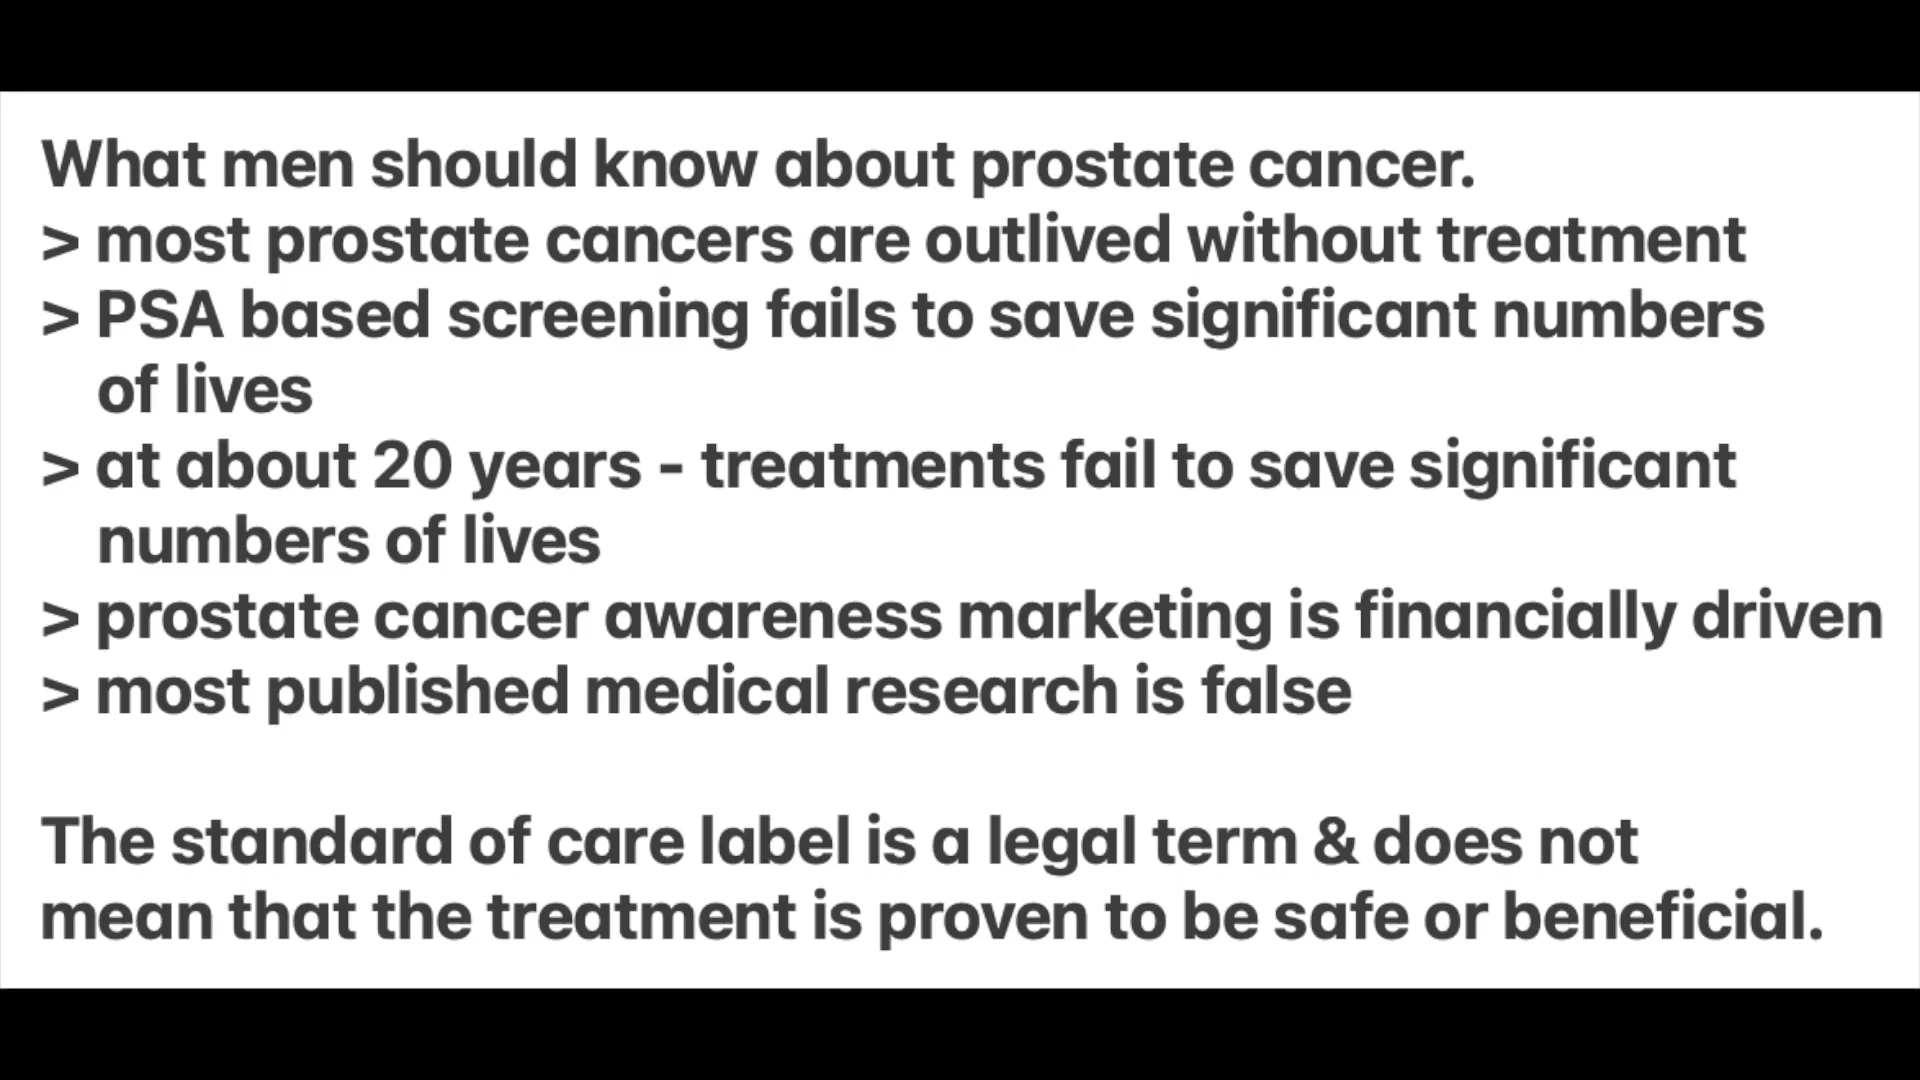 What men should know about prostate cancer.
> most prostate cancers are outlived without treatment
> PSA based screening fails to save significant numbers
of lives
> at about 20 years - treatments fail to save significant
numbers of lives
> prostate cancer awareness marketing is financially driven
> most published medical research is false
The standard of care label is a legal term & does not
mean that the treatment is proven to be safe or beneficial.